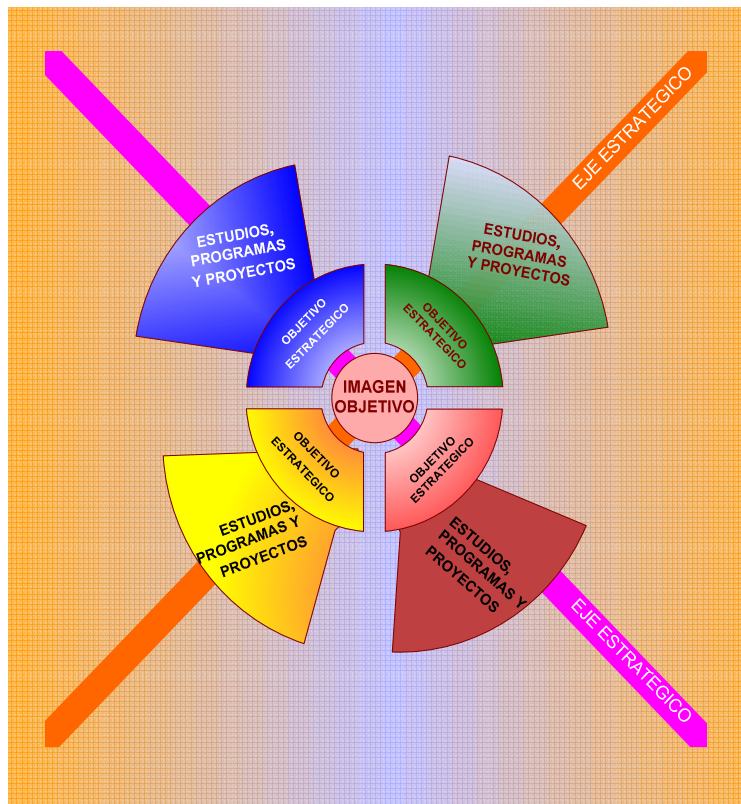 EJE ESTRATEGICO
ESTUDIOS,
PROGRAMAS
Y PROYECTOS
ESTUDIOS,
PROGRAMAS
Y PROYECTOS
OBJETIVO
ESTRATEGICO
OBJETIVO
ESTRATEGICO
IMAGEN
OBJETIVO
OBJETIVO
ESTRATEGICO
OBJETIVO
ESTRATEGICO
ESTUDIOS,
PROGRAMAS Y
PROYECTOS
ESTUDIOS,
PROGRAMAS Y
PROYECTOS
EJE ESTRATEGICO